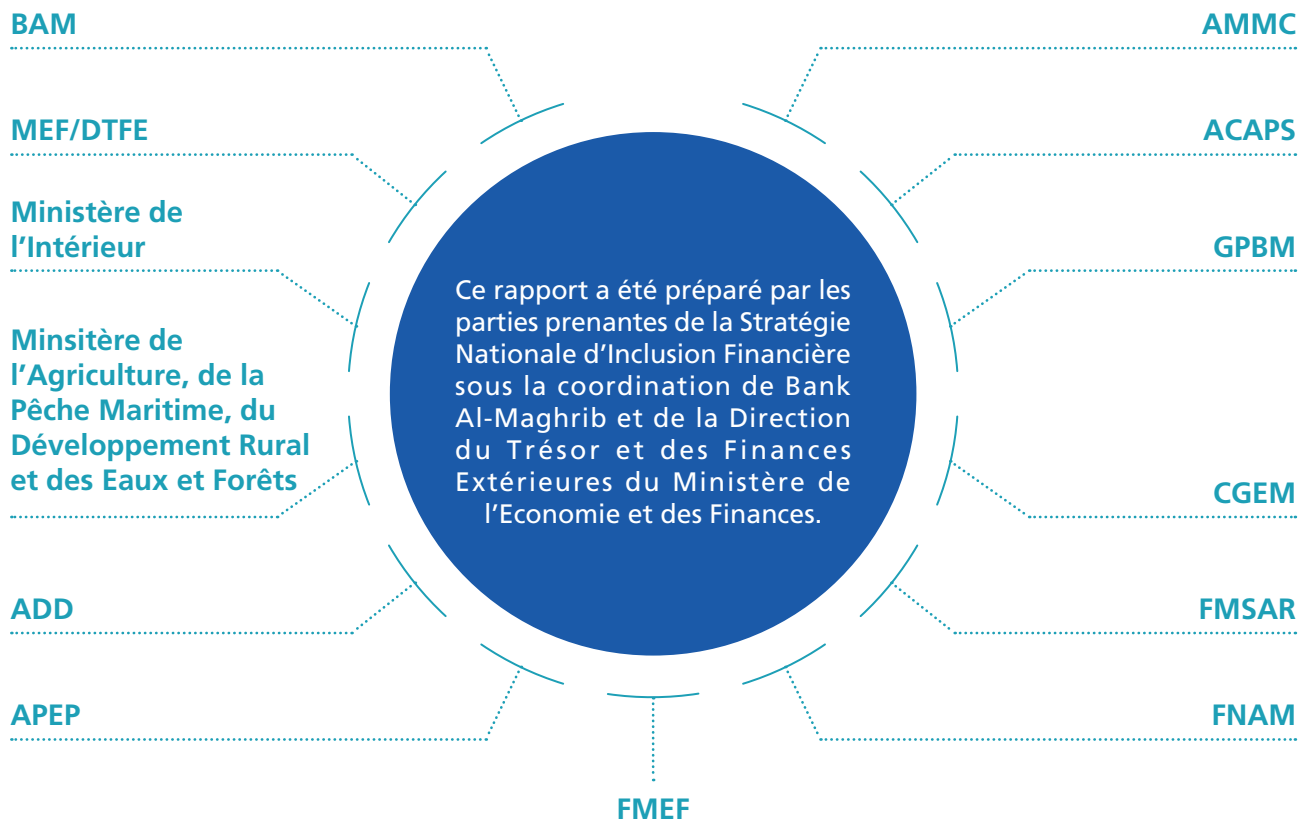 BAM
MEF/DTFE
Ministère de
l'Intérieur
Minsitère de
l'Agriculture, de la
Pêche Maritime, du
Développement Rural
et des Eaux et Forêts
ADD
APEP
FMEF
Ce rapport a été préparé par les
parties prenantes de la Stratégie
Nationale d'Inclusion Financière
sous la coordination de Bank
Al-Maghrib et de la Direction
du Trésor et des Finances
Extérieures du Ministère de
l'Economie et des Finances.
AMMC
ACAPS
GPBM
CGEM
FMSAR
FNAM